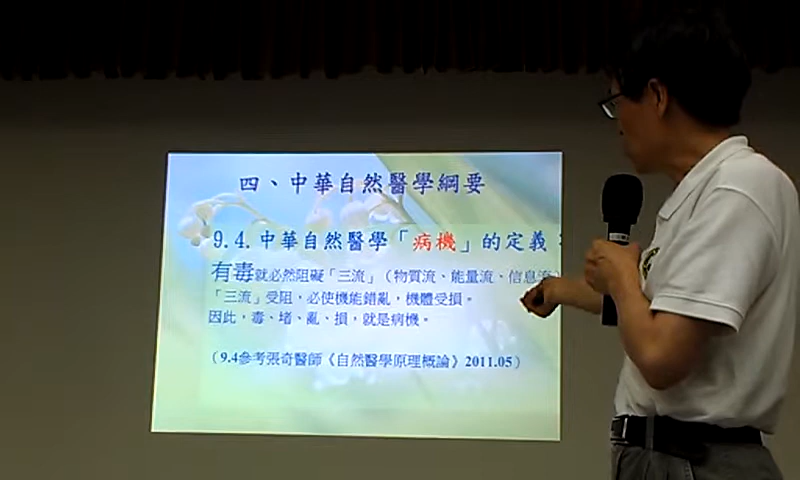 四、中華自然醫學綱要
9.4.中華自然醫學「病機」的定義：
有毒就必然阻礙「三流」（物質流、能量流、信息流）
「三流」受阻，必使機能錯亂，機體受損。
因此，毒、堵、亂、損，就是病機。
（9.4參考張奇醫師《自然醫學原理概論》2011.05）